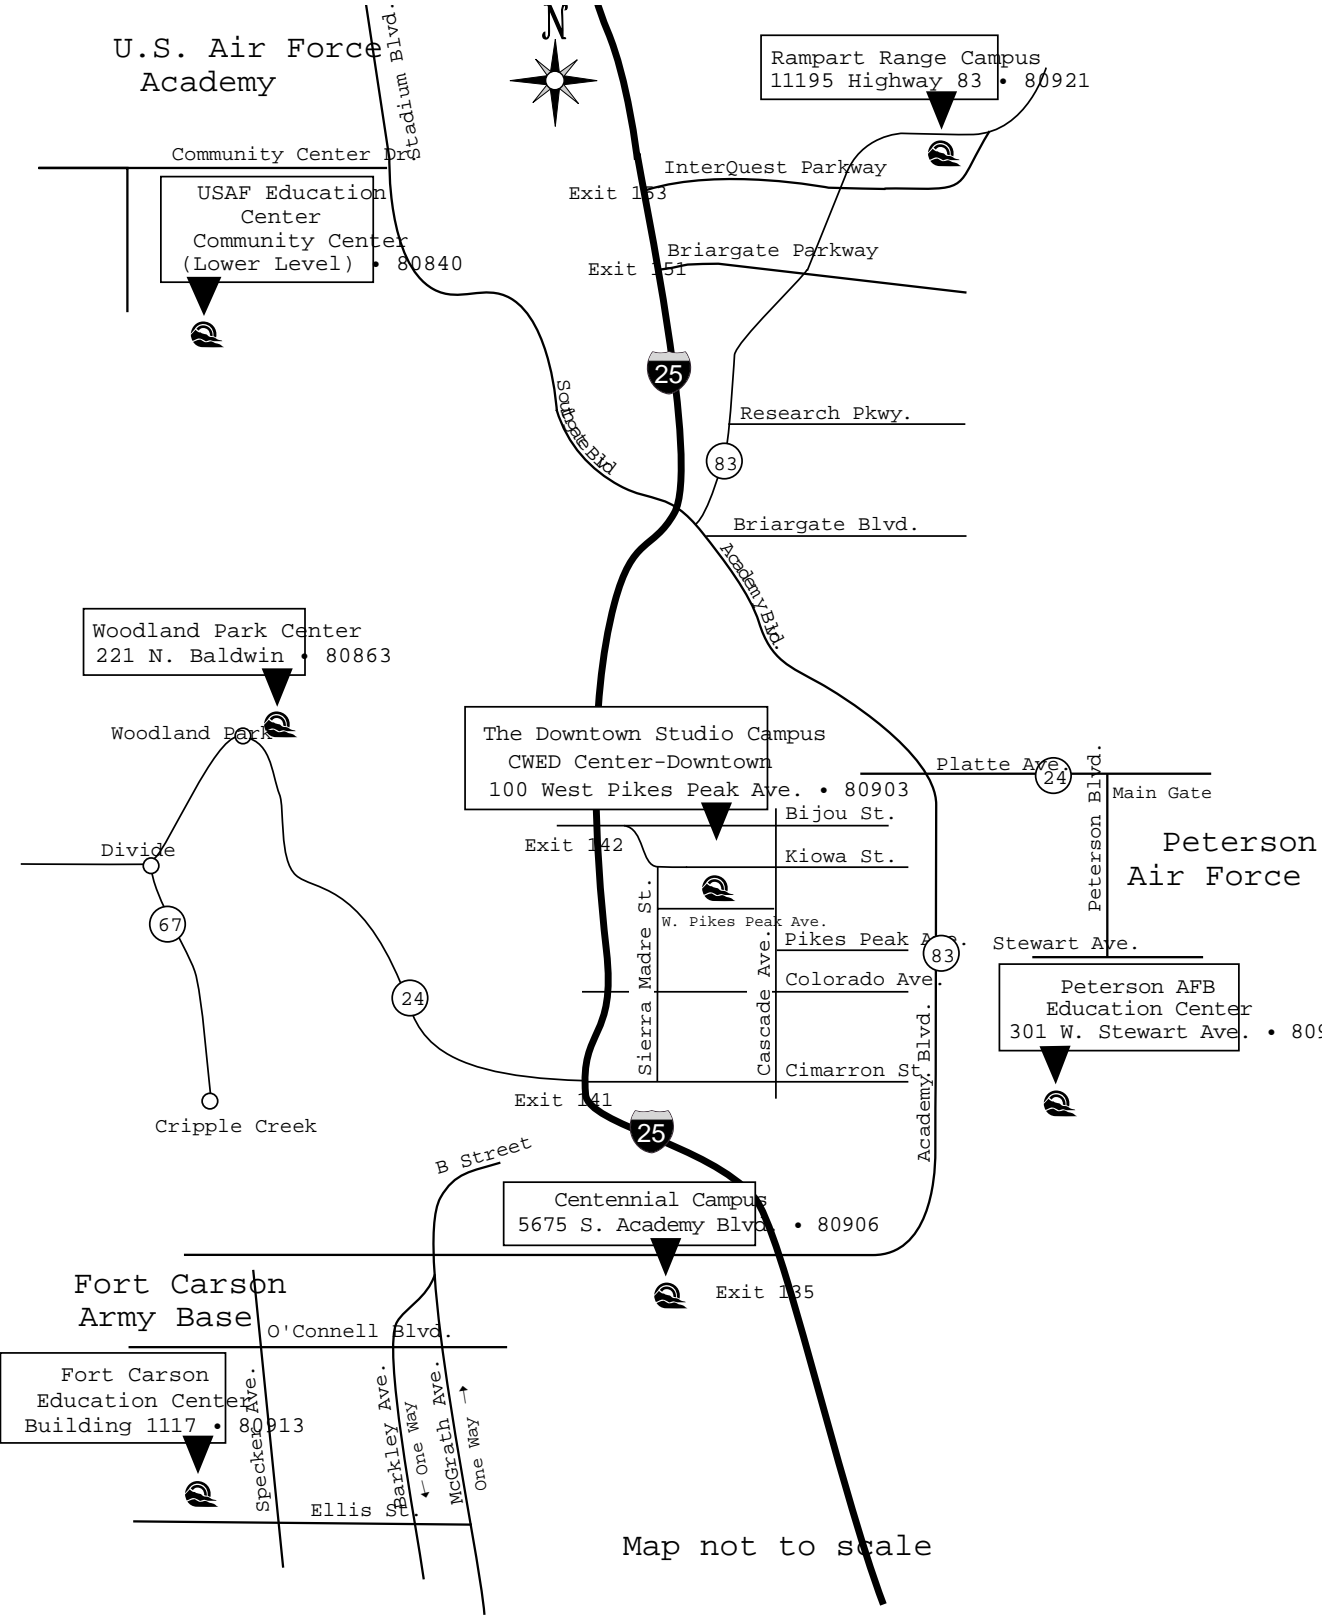 N
U.S. Air Force
Academy
Stadium Blvd.
Rampart Range Campus
11195 Highway 83 • 80921
Community Center Dr.
InterQuest Parkway
Exit 153
USAF Education
Center
Community Center
(Lower Level) • 80840
Briargate Parkway
Exit 151
25
Southgate Blvd
Research Pkwy.
83
Briargate Blvd.
Academy Blvd.
Woodland Park Center
221 N. Baldwin • 80863
Woodland Park
The Downtown Studio Campus
CWED Center-Downtown
100 West Pikes Peak Ave. • 80903
Platte Ave.
24
Peterson Blvd.
Main Gate
Bijou St.
Exit 142
Peterson
Air Force
Divide
Kiowa St.
67
Sierra Madre St.
W. Pikes Peak Ave.
Cascade Ave.
Pikes Peak Ave.
83
Stewart Ave.
Colorado Ave.
24
Peterson AFB
Education Center
301 W. Stewart Ave. • 809
Academy Blvd.
Cimarron St.
Exit 141
25
Cripple Creek
B Street
Centennial Campus
5675 S. Academy Blvd. • 80906
Exit 135
Fort Carson
Army Base
O'Connell Blvd.
Fort Carson
Education Center
Building 1117 • 80913
Specker Ave.
Barkley Ave.
← One Way
McGrath Ave.
One Way →
Ellis St.
Map not to scale